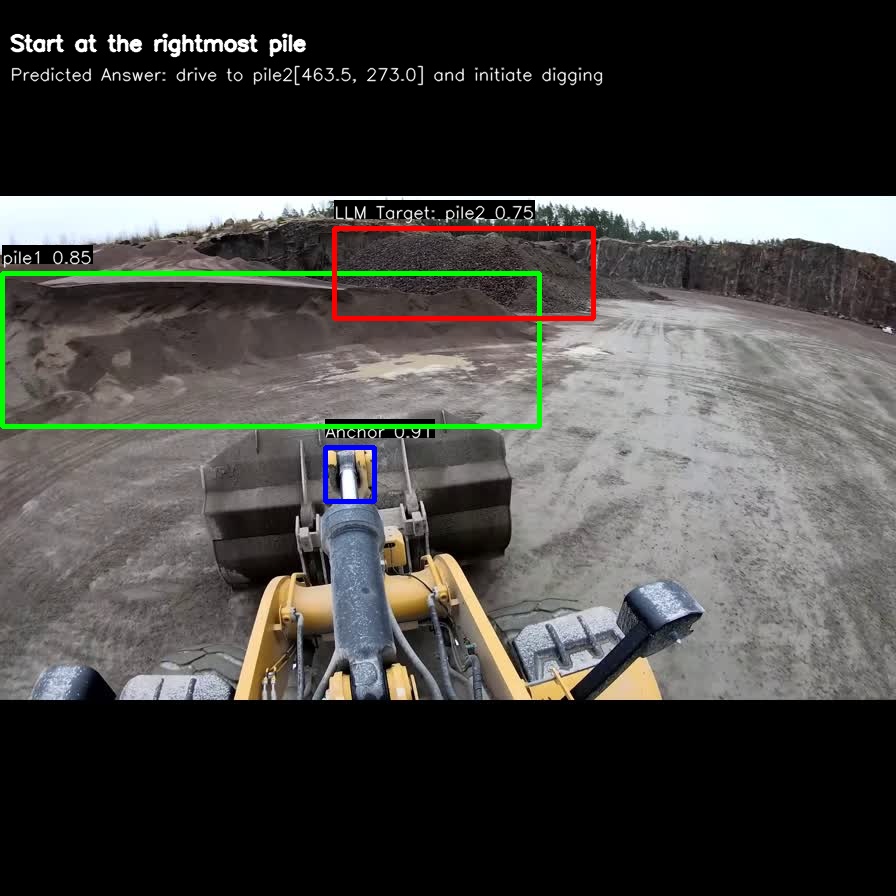 Start at the rightmost pile
Predicted Answer: drive to pile2[463.5, 273.0] and initiate digging
LLM Target: pile2 0.75
pile1 0.85
Anchor 0.91